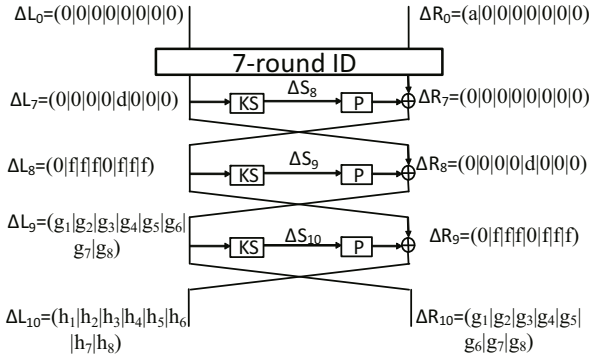 ΔL₀=(0|0|0|0|0|0|0|0)
ΔR₀=(a|0|0|0|0|0|0|0)
7-round ID
ΔL₇=(0|0|0|0|d|0|0|0)
KS
ΔS₈
P
ΔR₇=(0|0|0|0|0|0|0|0)
ΔL₈=(0|f|f|f|0|f|f|f)
KS
ΔS₉
P
ΔR₈=(0|0|0|0|d|0|0|0)
ΔL₉=(g₁|g₂|g₃|g₄|g₅|g₆|
g₇|g₈)
KS
ΔS₁₀
P
ΔR₉=(0|f|f|f|0|f|f|f)
ΔL₁₀=(h₁|h₂|h₃|h₄|h₅|h₆
|h₇|h₈)
ΔR₁₀=(g₁|g₂|g₃|g₄|g₅|
g₆|g₇|g₈)